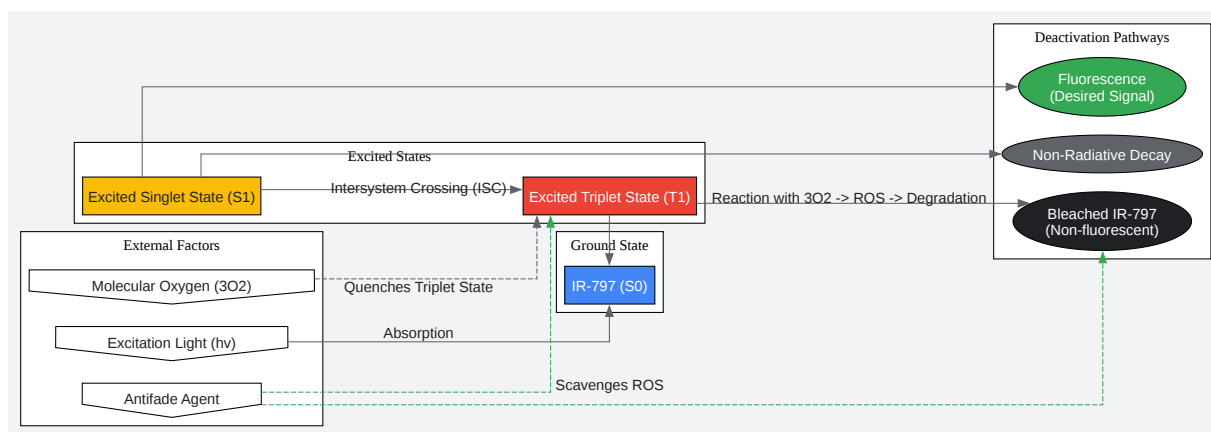 Deactivation Pathways
Fluorescence
(Desired Signal)
Non-Radiative Decay
Bleached IR-797
(Non-fluorescent)
Excited States
Excited Singlet State (S1)
Intersystem Crossing (ISC)
Excited Triplet State (T1)
Reaction with 3O2 -> ROS -> Degradation
External Factors
Molecular Oxygen (3O2)
Quenches Triplet State
Ground State
IR-797 (S0)
Excitation Light (hv)
Absorption
Antifade Agent
Scavenges ROS